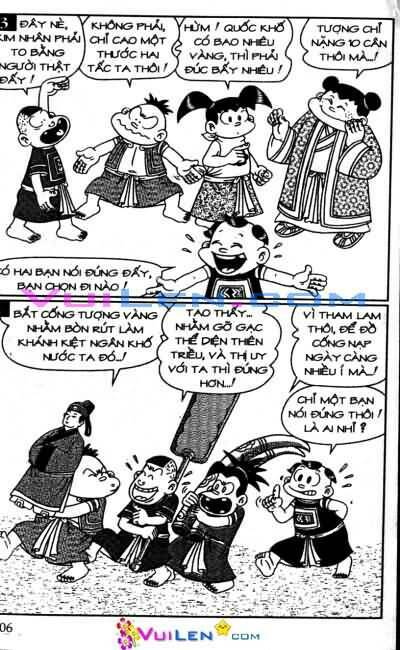 3 ĐÂY NÈ,
KIM NHÂN PHẢI
TO BẰNG
NGƯỜI THẬT
ĐẤY!
KHÔNG PHẢI,
CHỈ CAO MỘT
THƯỚC HAI
TẤC TA THÔI!
HỪM! QUỐC KHỐ
CÓ BAO NHIÊU
VÀNG, THÌ PHẢI
ĐÚC BẤY NHIÊU!
TƯỢNG CHỈ
NẶNG 10 CÂN
THÔI MÀ...!
CÓ HAI BẠN NÓI ĐÚNG ĐẤY,
BẠN CHỌN ĐI NÀO!
VUILEN.COM
BẮT CỐNG TƯỢNG VÀNG
NHẰM BÒN RÚT LÀM
KHÁNH KIỆT NGÂN KHỐ
NƯỚC TA ĐÓ...!
TAO THẤY...
NHẰM GỠ GẠC
THỂ DIỆN THIÊN
TRIỀU, VÀ THỊ UY
VỚI TA THÌ ĐÚNG
HƠN...!
VÌ THAM LAM
THÔI, ĐỂ ĐỒ
CỐNG NẠP
NGÀY CÀNG
NHIỀU Í MÀ...!
CHỈ MỘT BẠN
NÓI ĐÚNG THÔI!
LÀ AI NHỈ?
06
VUILEN.COM